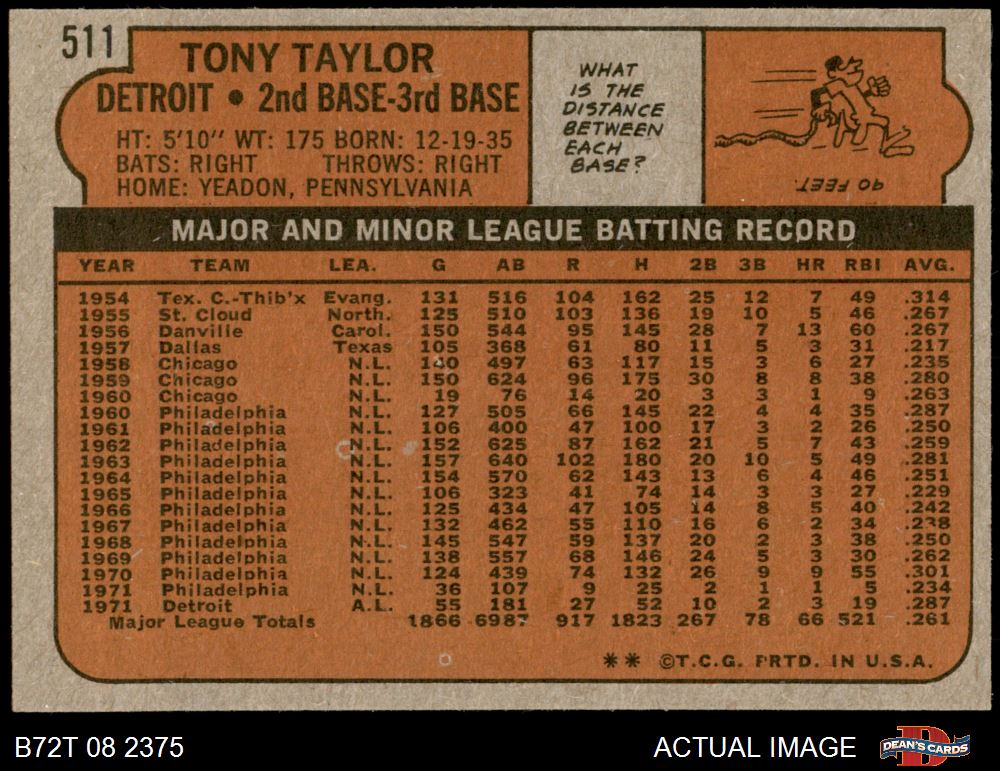 511
TONY TAYLOR
DETROIT • 2nd BASE-3rd BASE
HT: 5'10" WT: 175 BORN: 12-19-35
BATS: RIGHT THROWS: RIGHT
HOME: YEADON, PENNSYLVANIA
WHAT
IS THE
DISTANCE
BETWEEN
EACH
BASE?
90 FEET.
MAJOR AND MINOR LEAGUE BATTING RECORD
YEAR TEAM LEA. G AB R H 2B 3B HR RBI AVG.
1954 Tex. C.-Thib'x Evang. 131 516 104 162 25 12 7 49 .314
1955 St. Cloud North. 125 510 103 136 19 10 5 46 .267
1956 Danville Carol. 150 544 95 145 28 7 13 60 .267
1957 Dallas Texas 105 368 61 80 11 5 3 31 .217
1958 Chicago N.L. 140 497 63 117 15 3 6 27 .235
1959 Chicago N.L. 150 624 96 175 30 8 8 38 .280
1960 Chicago N.L. 19 76 14 20 3 3 1 9 .263
1960 Philadelphia N.L. 127 505 66 145 22 4 4 35 .287
1961 Philadelphia N.L. 106 400 47 100 17 3 2 26 .250
1962 Philadelphia N.L. 152 625 87 162 21 5 7 43 .259
1963 Philadelphia N.L. 157 640 102 180 20 10 5 49 .281
1964 Philadelphia N.L. 154 570 62 143 13 6 4 46 .251
1965 Philadelphia N.L. 106 323 41 74 14 3 3 27 .229
1966 Philadelphia N.L. 125 434 47 105 14 8 5 40 .242
1967 Philadelphia N.L. 132 462 55 110 16 6 2 34 .238
1968 Philadelphia N.L. 145 547 59 137 20 2 3 38 .250
1969 Philadelphia N.L. 138 557 68 146 24 5 3 30 .262
1970 Philadelphia N.L. 124 439 74 132 26 9 9 55 .301
1971 Philadelphia N.L. 36 107 9 25 2 1 1 5 .234
1971 Detroit A.L. 55 181 27 52 10 2 3 19 .287
Major League Totals 1866 6987 917 1823 267 78 66 521 .261
** ©T.C.G. PRTD. IN U.S.A.
B72T 08 2375 ACTUAL IMAGE DEAN'S CARDS